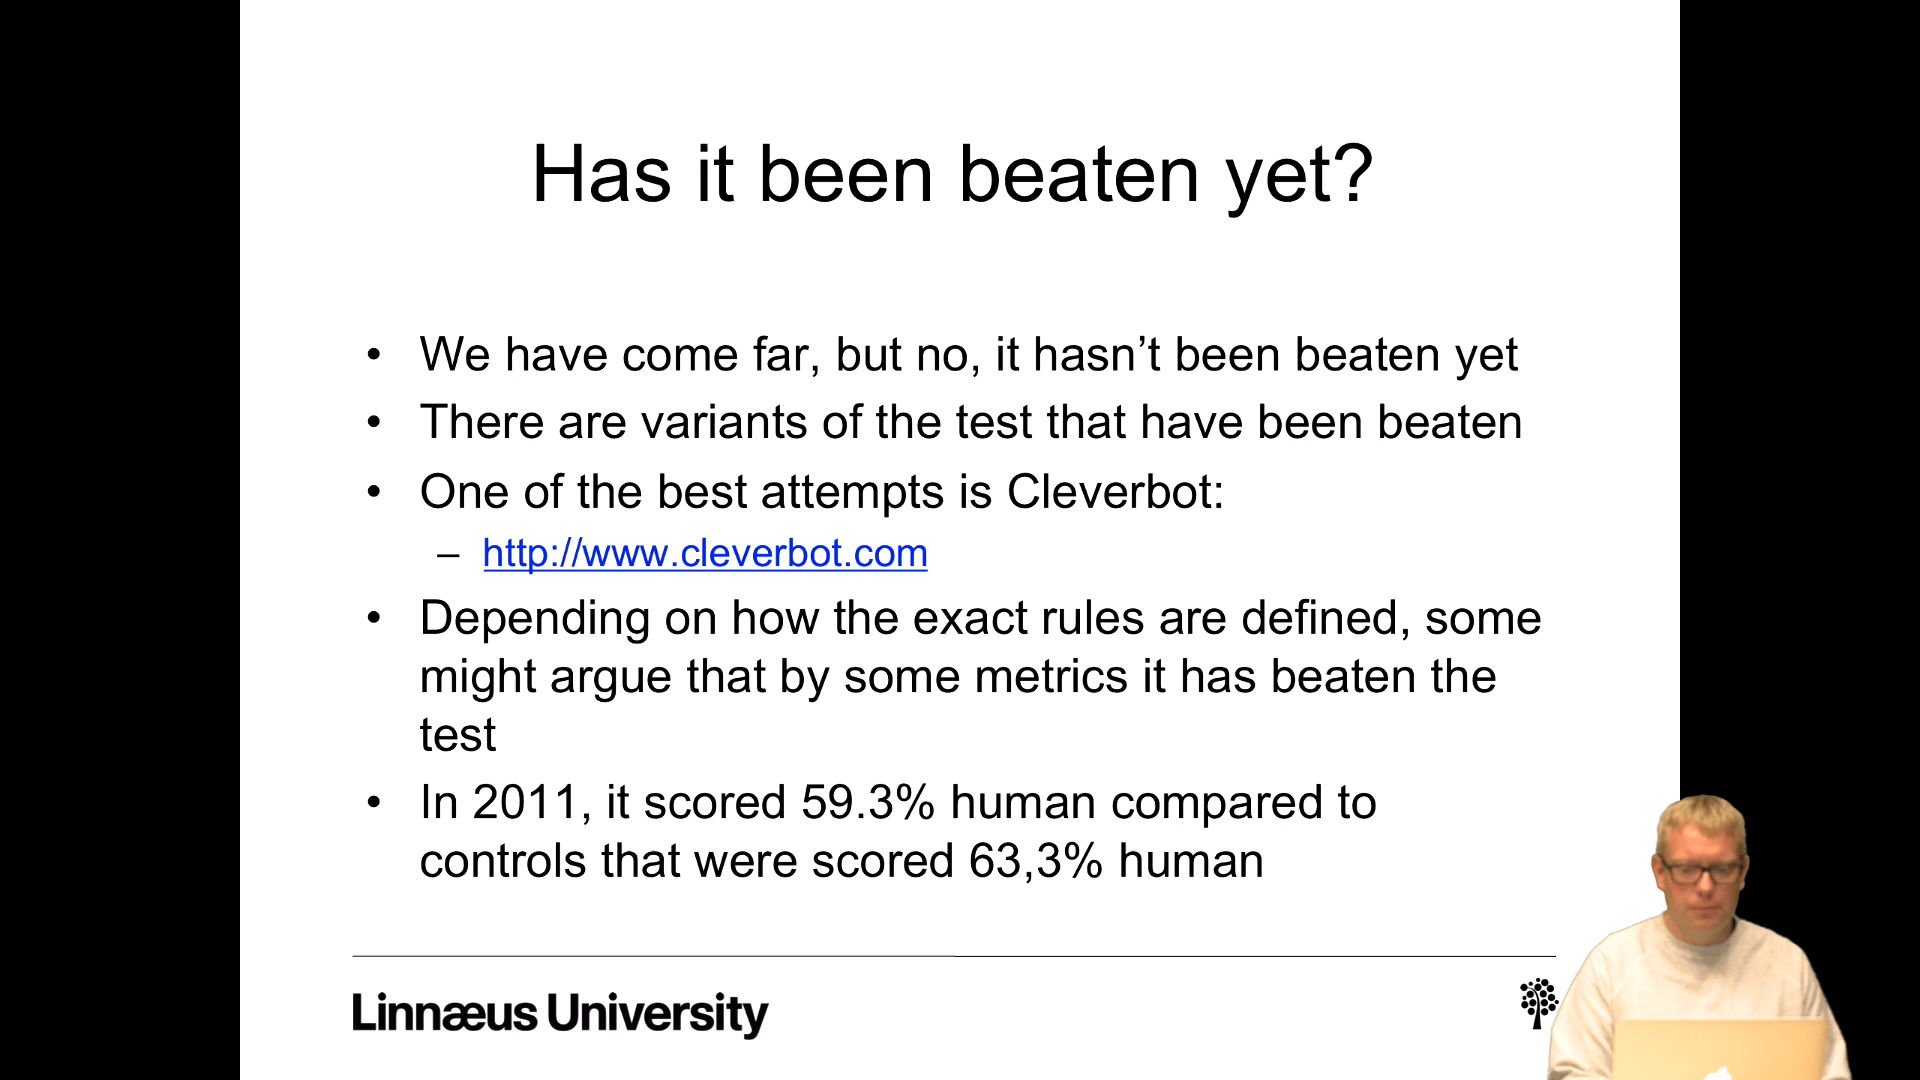 Has it been beaten yet?
• We have come far, but no, it hasn’t been beaten yet
• There are variants of the test that have been beaten
• One of the best attempts is Cleverbot:
– http://www.cleverbot.com
• Depending on how the exact rules are defined, some
might argue that by some metrics it has beaten the
test
• In 2011, it scored 59.3% human compared to
controls that were scored 63,3% human
Linnæus University